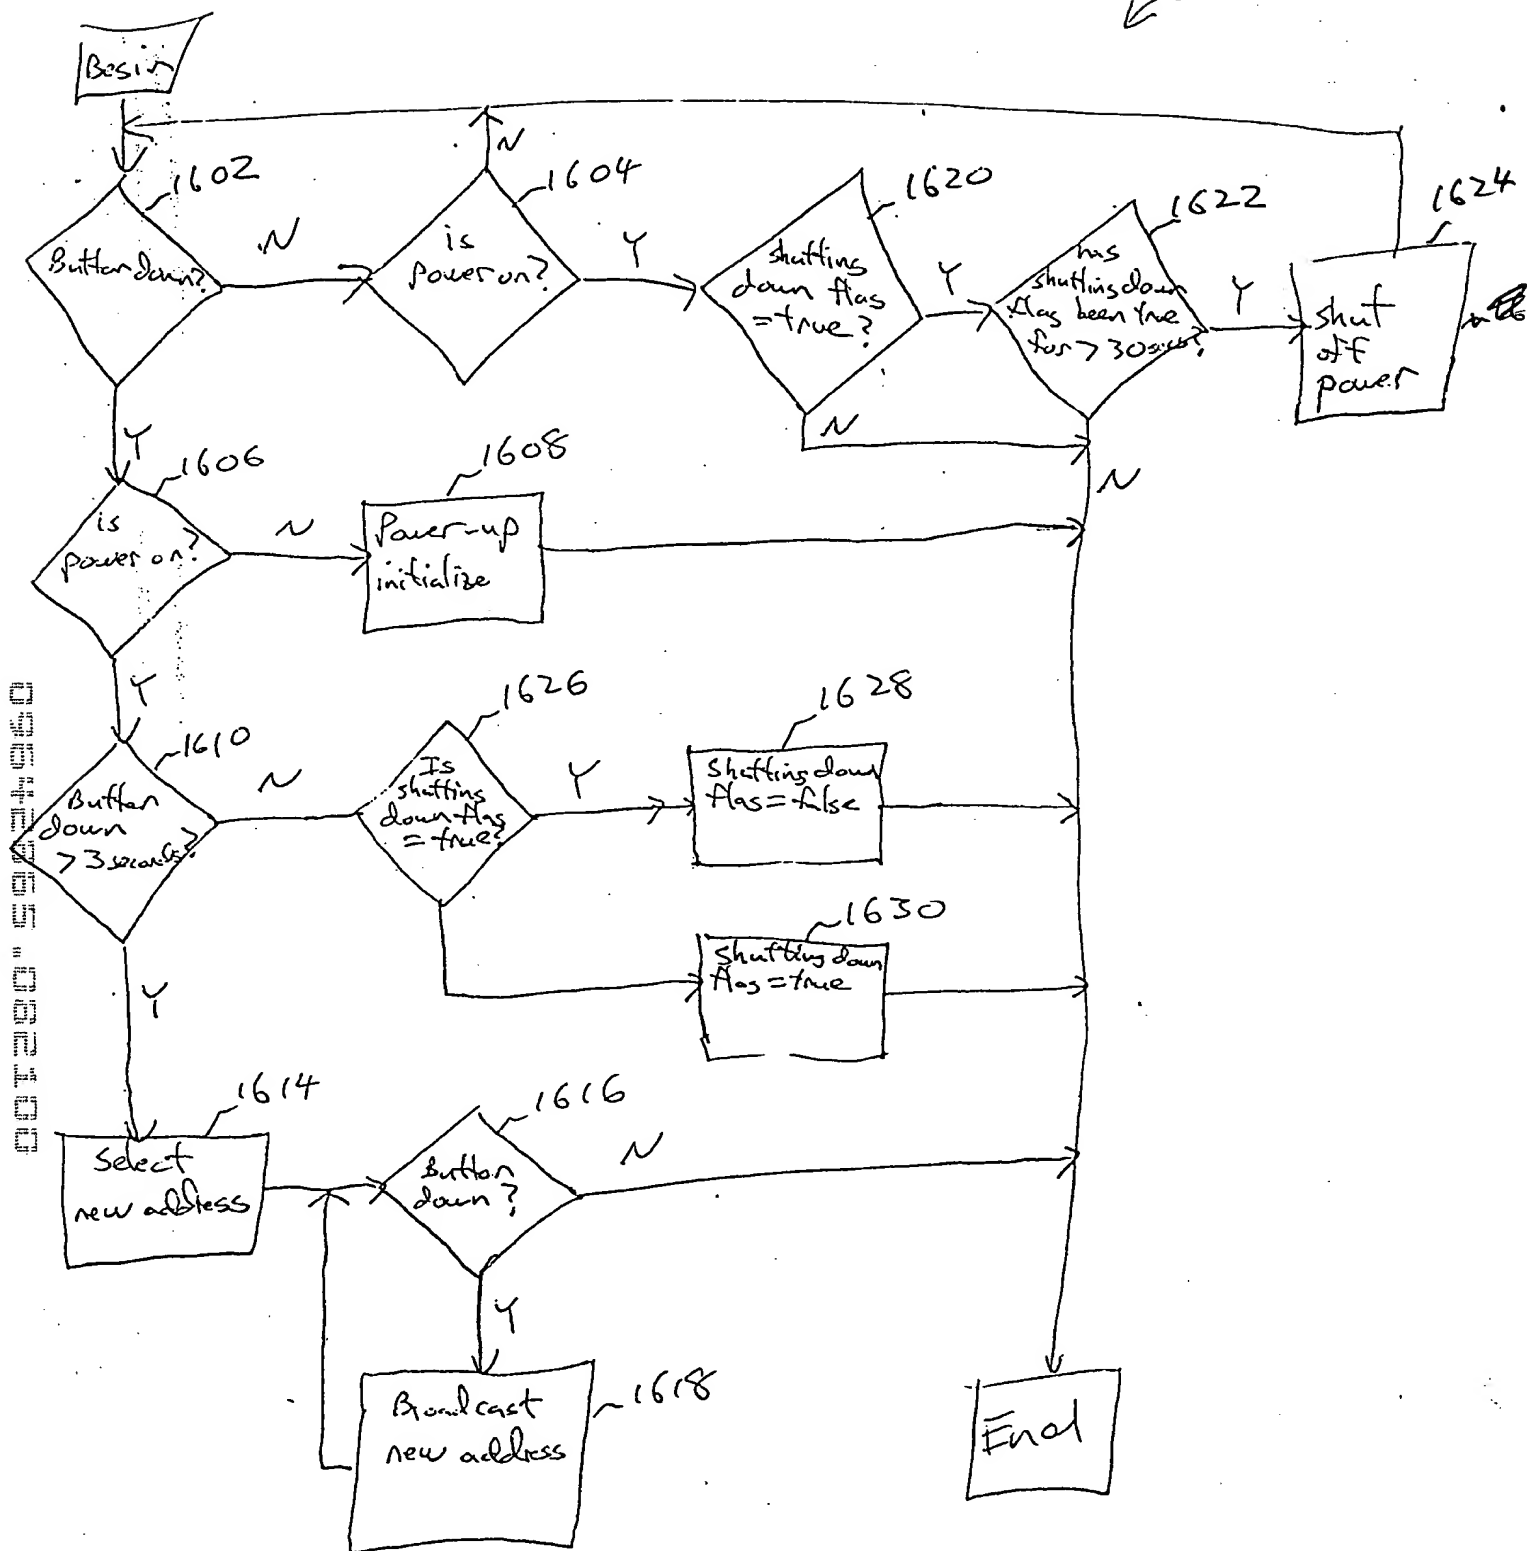 Begin
1602
Button down?
N
1604
is
power on?
N
Y
1620
shutting
down flag
=true?
Y
N
1622
has
shutting down
flag been true
for > 30 secs?
Y
N
1624
shut
off
power
Y
1606
is
power on?
N
1608
Power-up
initialize
Y
1610
Button
down
> 3 seconds?
N
1626
Is
shutting
down flag
= true?
Y
1628
Shutting down
flag = false
1630
Shutting down
flag = true
Y
1614
Select
new address
1616
Button
down?
N
Y
1618
Broadcast
new address
End
09642265.082100